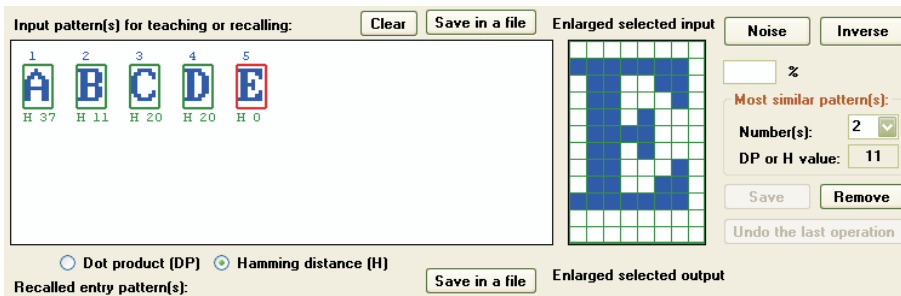 Input pattern(s) for teaching or recalling:
Clear
Save in a file
Enlarged selected input
Noise
Inverse
1 2 3 4 5
A B C D E
H 37 H 11 H 20 H 20 H 0
%
Most similar pattern(s):
Number(s): 2
DP or H value: 11
Save
Remove
Undo the last operation
Dot product (DP) Hamming distance (H)
Recalled entry pattern(s):
Save in a file
Enlarged selected output